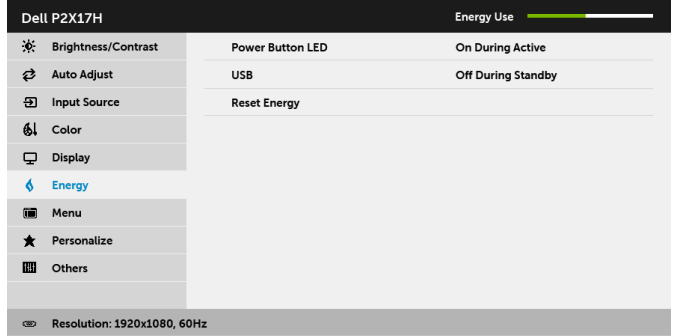 Dell P2X17H Energy Use
Brightness/Contrast Power Button LED On During Active
Auto Adjust USB Off During Standby
Input Source Reset Energy
Color
Display
Energy
Menu
Personalize
Others
Resolution: 1920x1080, 60Hz